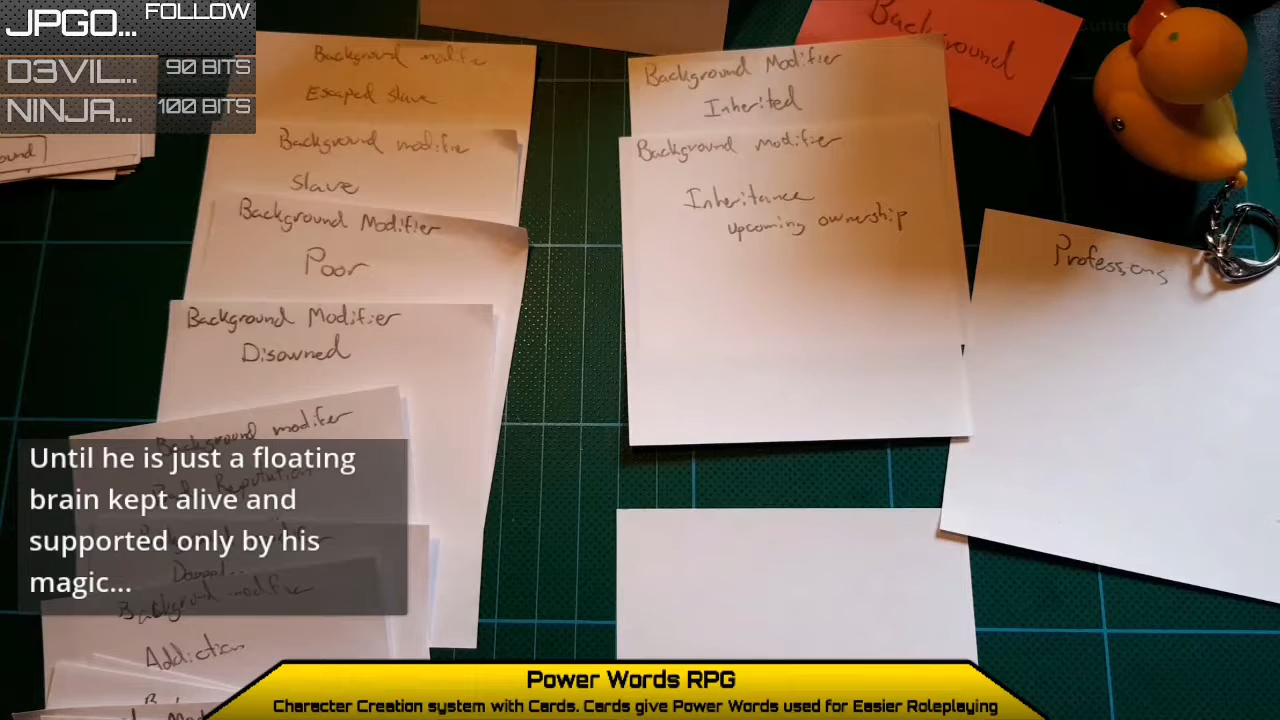 JPGO... FOLLOW
D3VIL... 90 BITS
NINJA... 100 BITS
Background modifier
Escaped slave
Background modifier
Slave
Background Modifier
Poor
Background Modifier
Disowned
Background modifier
Background modifier
Addiction
Background Modifier
Inherited
Background modifier
Inheritance
upcoming ownership
Background
Professions
Until he is just a floating
brain kept alive and
supported only by his
magic...
Power Words RPG
Character Creation system with Cards. Cards give Power Words used for Easier Roleplaying